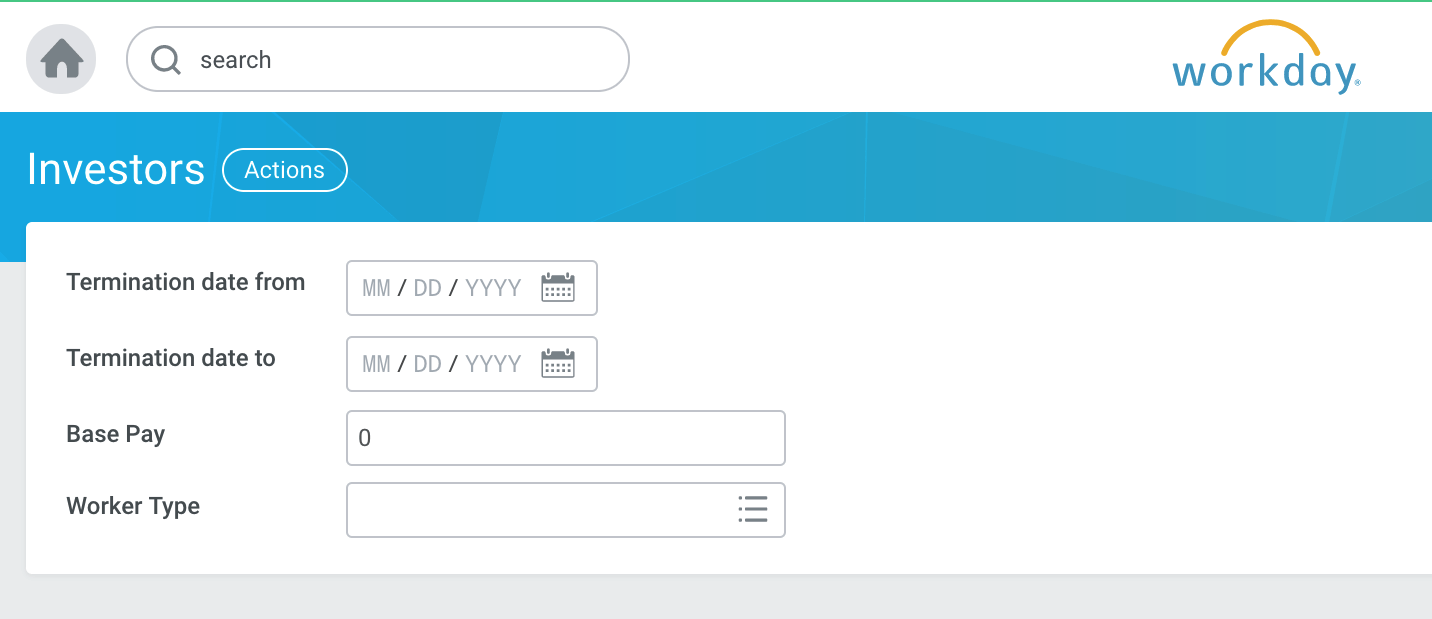 search
workday®
Investors Actions
Termination date from MM / DD / YYYY
Termination date to MM / DD / YYYY
Base Pay 0
Worker Type